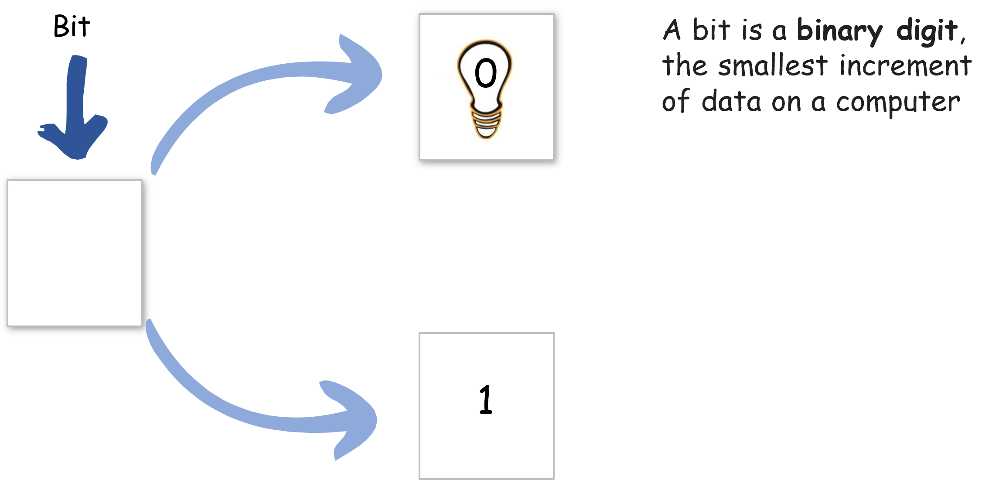 Bit
0
A bit is a binary digit,
the smallest increment
of data on a computer
1